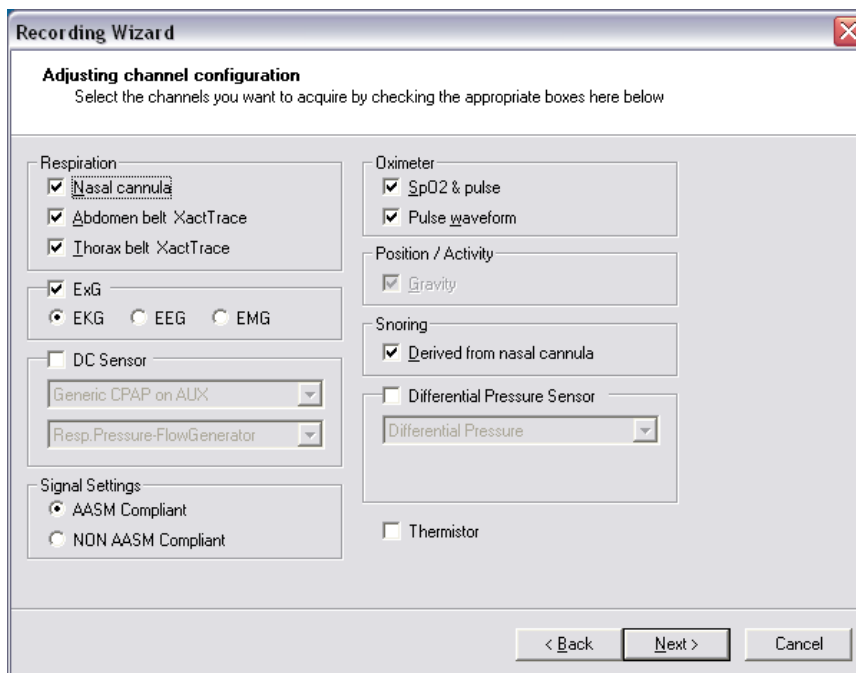 Recording Wizard
Adjusting channel configuration
Select the channels you want to acquire by checking the appropriate boxes here below
Respiration
Nasal cannula
Abdomen belt XactTrace
Thorax belt XactTrace
ExG
EKG EEG EMG
DC Sensor
Generic CPAP on AUX
Resp.Pressure-FlowGenerator
Signal Settings
AASM Compliant
NON AASM Compliant
Oximeter
SpO2 & pulse
Pulse waveform
Position / Activity
Gravity
Snoring
Derived from nasal cannula
Differential Pressure Sensor
Differential Pressure
Thermistor
< Back Next > Cancel